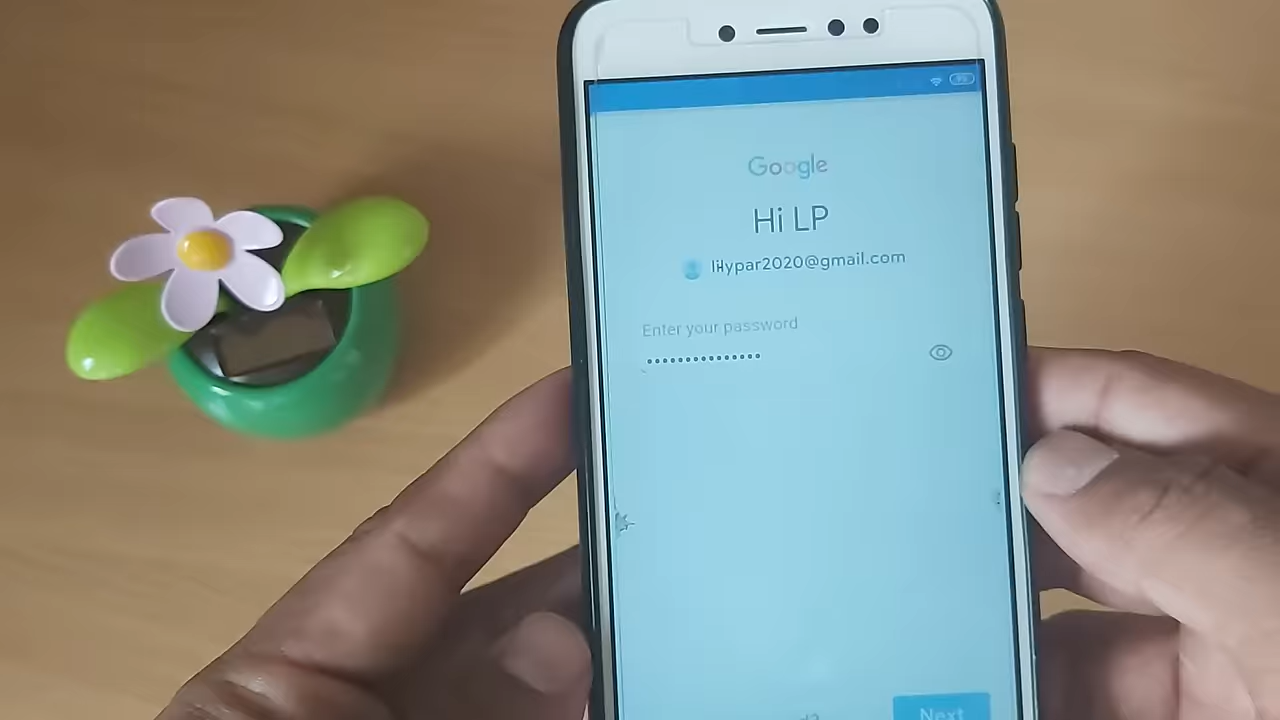 Google
Hi LP
lilypar2020@gmail.com
Enter your password
•••••••••••••••
Next